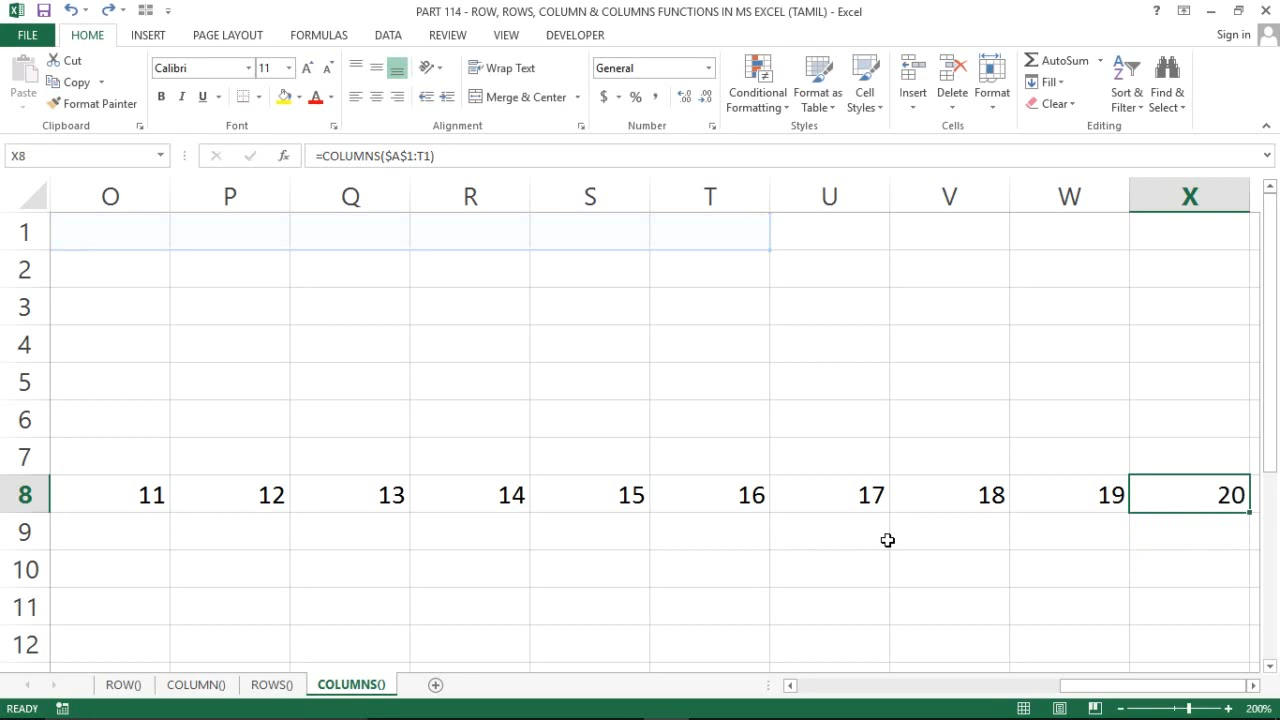 PART 114 - ROW, ROWS, COLUMN & COLUMNS FUNCTIONS IN MS EXCEL (TAMIL) - Excel
?
FILE HOME INSERT PAGE LAYOUT FORMULAS DATA REVIEW VIEW DEVELOPER Sign in
Paste
Cut
Copy
Format Painter
Clipboard
Calibri 11 A A
B I U A
Font
Wrap Text
Merge & Center
Alignment
General
$ % ,
Number
Conditional Formatting
Format as Table
Cell Styles
Styles
Insert Delete Format
Cells
AutoSum
Fill
Clear
Sort & Filter
Find & Select
Editing
X8 fx =COLUMNS($A$1:T1)
O P Q R S T U V W X
1
2
3
4
5
6
7
8 11 12 13 14 15 16 17 18 19 20
9
10
11
12
ROW() COLUMN() ROWS() COLUMNS()
READY 200%